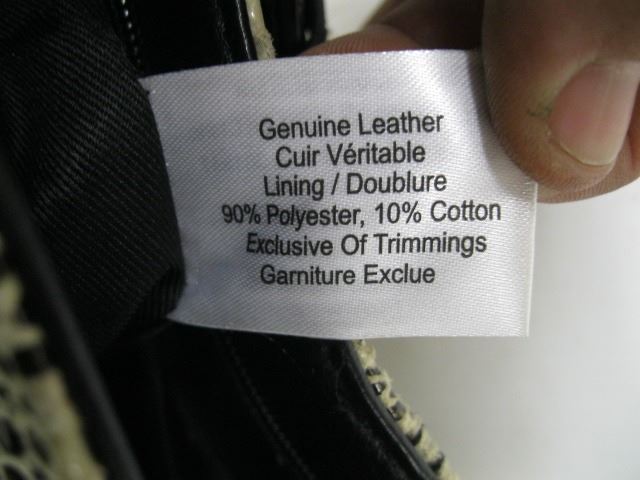 Genuine Leather
Cuir Véritable
Lining / Doublure
90% Polyester, 10% Cotton
Exclusive Of Trimmings
Garniture Exclue